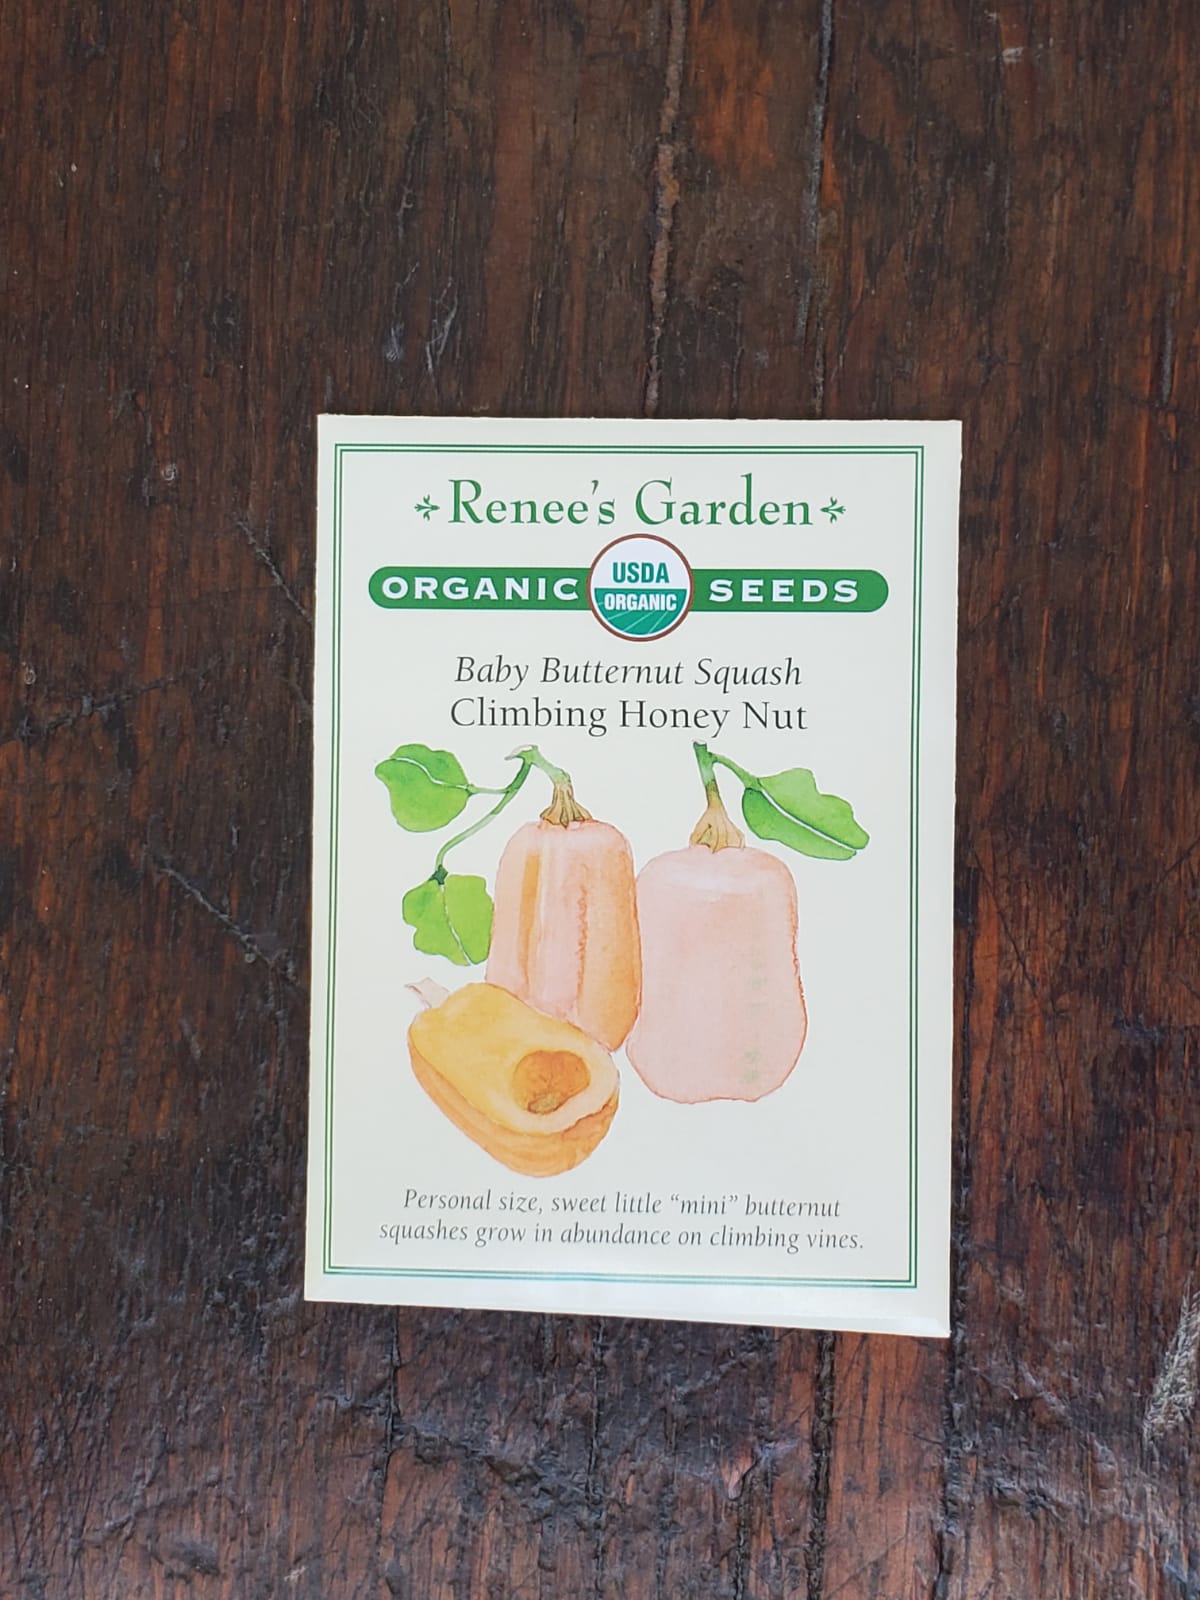 Renee's Garden
ORGANIC USDA ORGANIC SEEDS
Baby Butternut Squash
Climbing Honey Nut
Personal size, sweet little “mini” butternut
squashes grow in abundance on climbing vines.